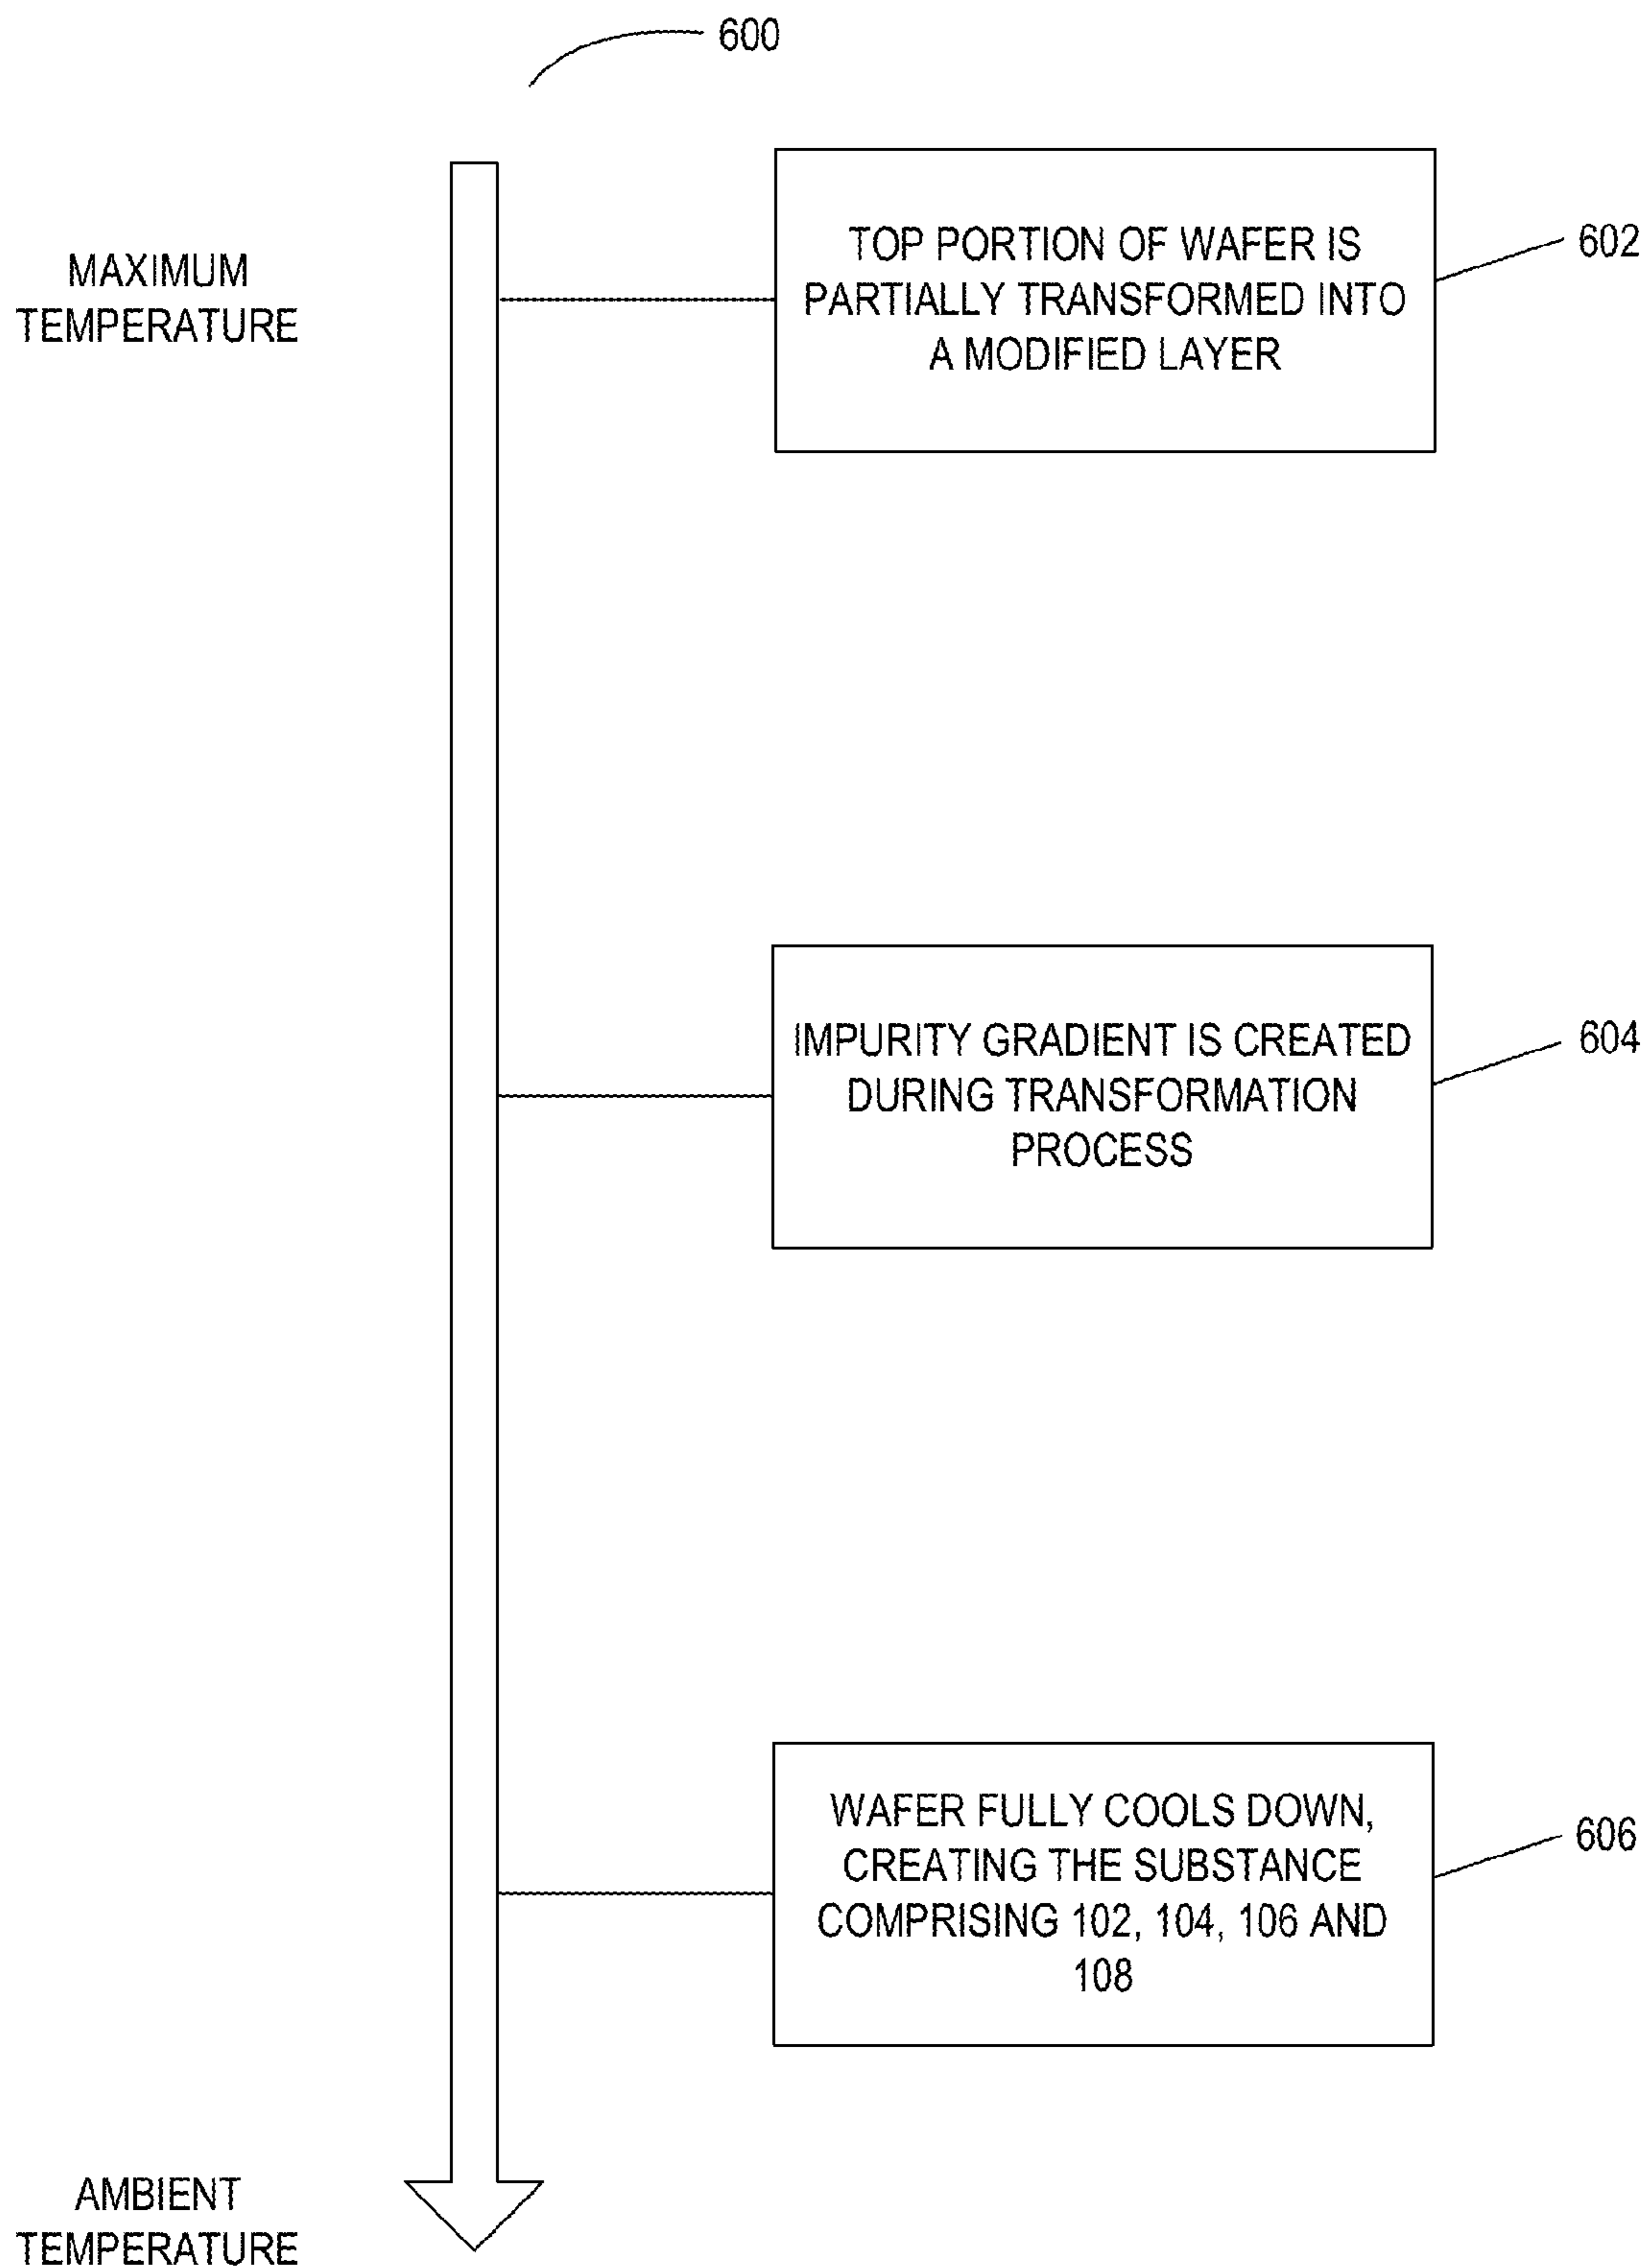 600
MAXIMUM
TEMPERATURE
TOP PORTION OF WAFER IS
PARTIALLY TRANSFORMED INTO
A MODIFIED LAYER
602
IMPURITY GRADIENT IS CREATED
DURING TRANSFORMATION
PROCESS
604
WAFER FULLY COOLS DOWN,
CREATING THE SUBSTANCE
COMPRISING 102, 104, 106 AND
108
606
AMBIENT
TEMPERATURE